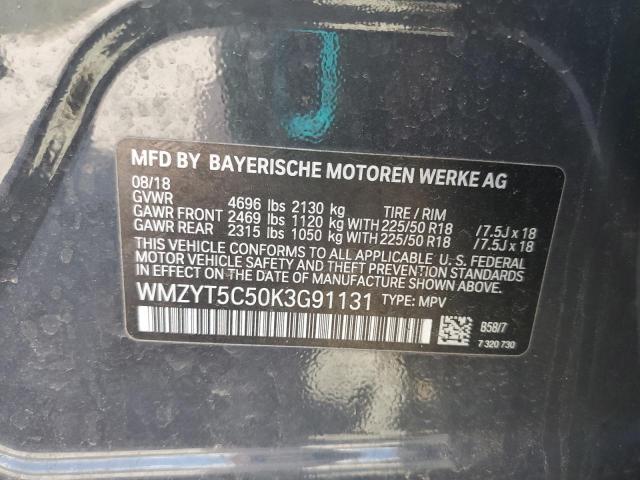 MFD BY BAYERISCHE MOTOREN WERKE AG
08/18
GVWR 4696 lbs 2130 kg TIRE / RIM
GAWR FRONT 2469 lbs 1120 kg WITH 225/50 R18 /7.5J x 18
GAWR REAR 2315 lbs 1050 kg WITH 225/50 R18 /7.5J x 18
THIS VEHICLE CONFORMS TO ALL APPLICABLE U. S. FEDERAL
MOTOR VEHICLE SAFETY AND THEFT PREVENTION STANDARDS
IN EFFECT ON THE DATE OF MANUFACTURE SHOWN ABOVE.
WMZYT5C50K3G91131 TYPE: MPV
B58/7
7 320 730